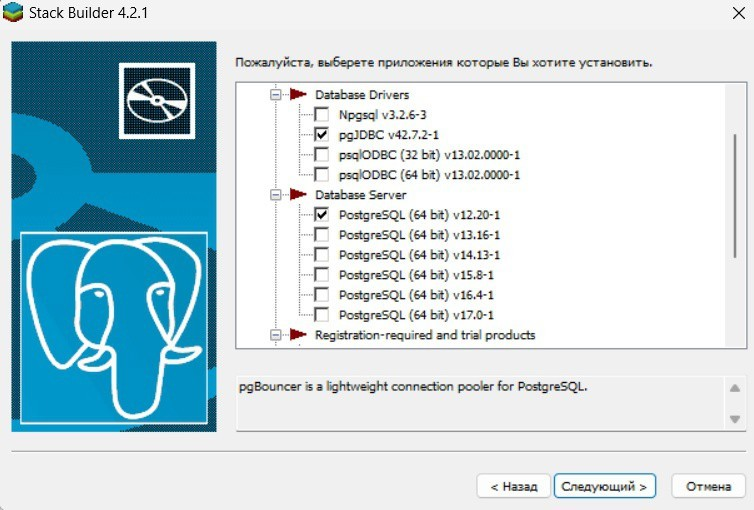 Stack Builder 4.2.1
Пожалуйста, выберете приложения которые Вы хотите установить.
Database Drivers
Npgsql v3.2.6-3
pgJDBC v42.7.2-1
psqlODBC (32 bit) v13.02.0000-1
psqlODBC (64 bit) v13.02.0000-1
Database Server
PostgreSQL (64 bit) v12.20-1
PostgreSQL (64 bit) v13.16-1
PostgreSQL (64 bit) v14.13-1
PostgreSQL (64 bit) v15.8-1
PostgreSQL (64 bit) v16.4-1
PostgreSQL (64 bit) v17.0-1
Registration-required and trial products
pgBouncer is a lightweight connection pooler for PostgreSQL.
< Назад Следующий > Отмена